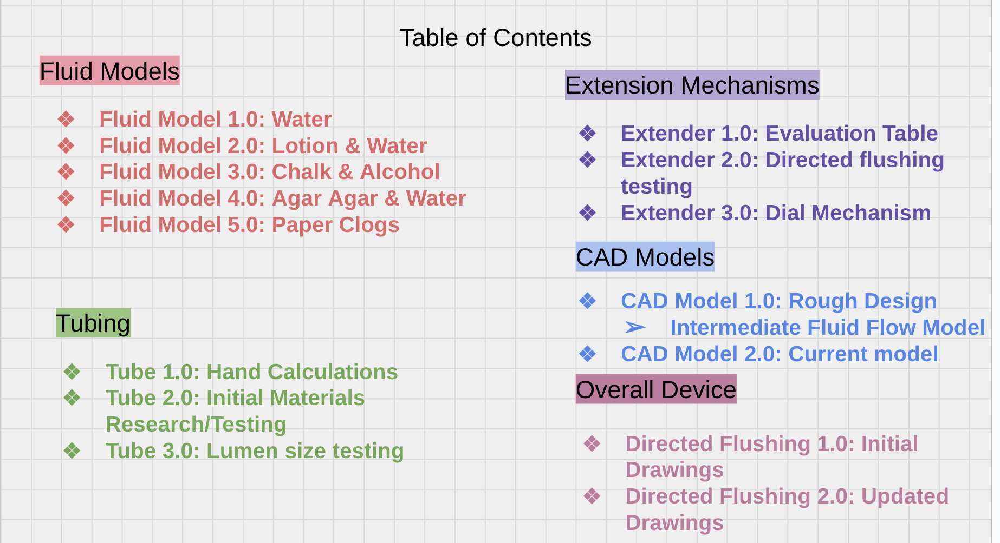 Table of Contents
Fluid Models
❖ Fluid Model 1.0: Water
❖ Fluid Model 2.0: Lotion & Water
❖ Fluid Model 3.0: Chalk & Alcohol
❖ Fluid Model 4.0: Agar Agar & Water
❖ Fluid Model 5.0: Paper Clogs
Tubing
❖ Tube 1.0: Hand Calculations
❖ Tube 2.0: Initial Materials
Research/Testing
❖ Tube 3.0: Lumen size testing
Extension Mechanisms
❖ Extender 1.0: Evaluation Table
❖ Extender 2.0: Directed flushing
testing
❖ Extender 3.0: Dial Mechanism
CAD Models
❖ CAD Model 1.0: Rough Design
➢ Intermediate Fluid Flow Model
❖ CAD Model 2.0: Current model
Overall Device
❖ Directed Flushing 1.0: Initial
Drawings
❖ Directed Flushing 2.0: Updated
Drawings